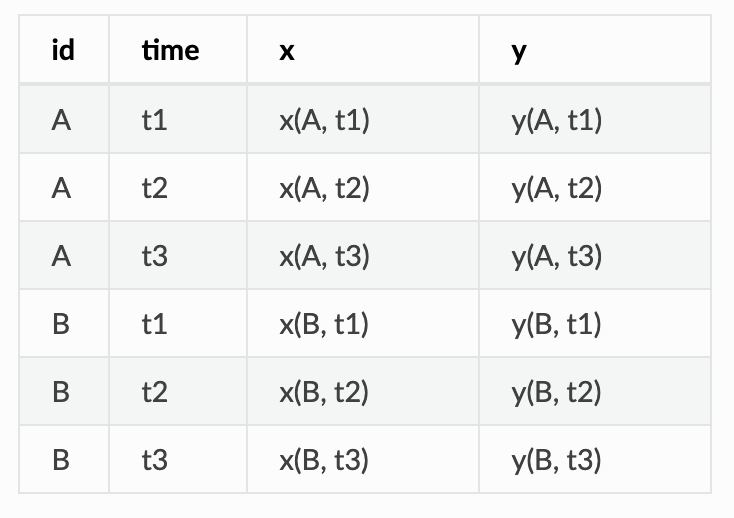 id time x y
A t1 x(A, t1) y(A, t1)
A t2 x(A, t2) y(A, t2)
A t3 x(A, t3) y(A, t3)
B t1 x(B, t1) y(B, t1)
B t2 x(B, t2) y(B, t2)
B t3 x(B, t3) y(B, t3)